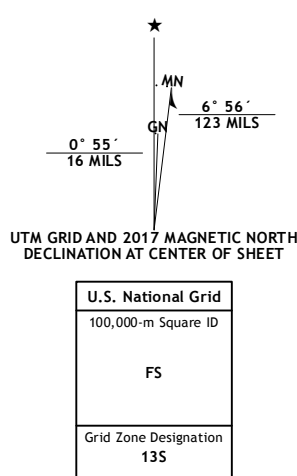 ★
MN
GN
6° 56´
123 MILS
0° 55´
16 MILS
UTM GRID AND 2017 MAGNETIC NORTH
DECLINATION AT CENTER OF SHEET
U.S. National Grid
100,000-m Square ID
FS
Grid Zone Designation
13S